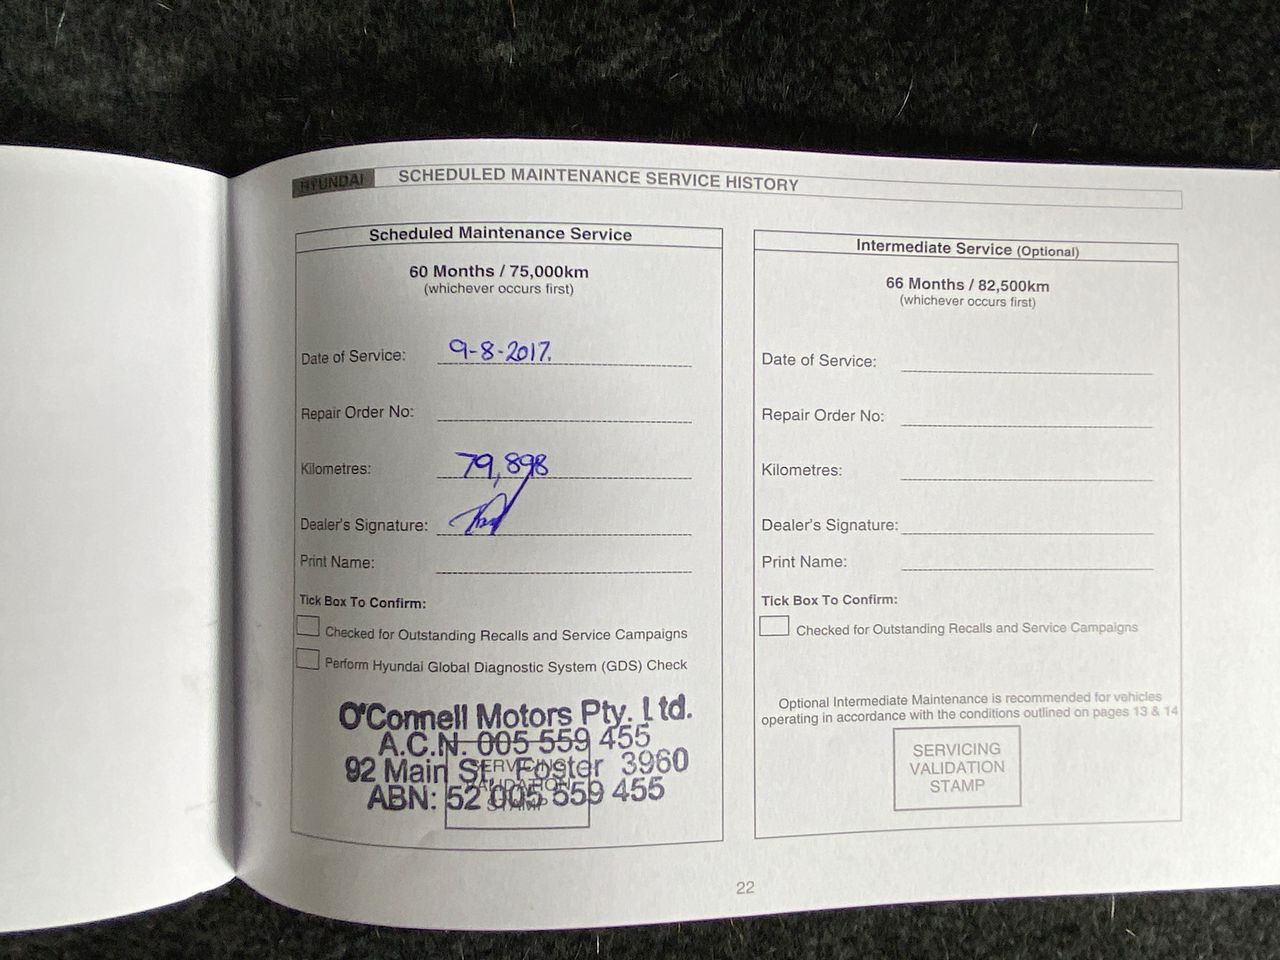 HYUNDAI SCHEDULED MAINTENANCE SERVICE HISTORY
Scheduled Maintenance Service
60 Months / 75,000km
(whichever occurs first)
Date of Service: 9-8-2017.
Repair Order No:
Kilometres: 79,898
Dealer's Signature:
Print Name:
Tick Box To Confirm:
Checked for Outstanding Recalls and Service Campaigns
Perform Hyundai Global Diagnostic System (GDS) Check
O'Connell Motors Pty. Ltd.
A.C.N. 005 559 455
92 Main St. Foster 3960
ABN: 52 005 559 455
SERVICING
VALIDATION
STAMP
Intermediate Service (Optional)
66 Months / 82,500km
(whichever occurs first)
Date of Service:
Repair Order No:
Kilometres:
Dealer's Signature:
Print Name:
Tick Box To Confirm:
Checked for Outstanding Recalls and Service Campaigns
Optional Intermediate Maintenance is recommended for vehicles
operating in accordance with the conditions outlined on pages 13 & 14
SERVICING
VALIDATION
STAMP
22